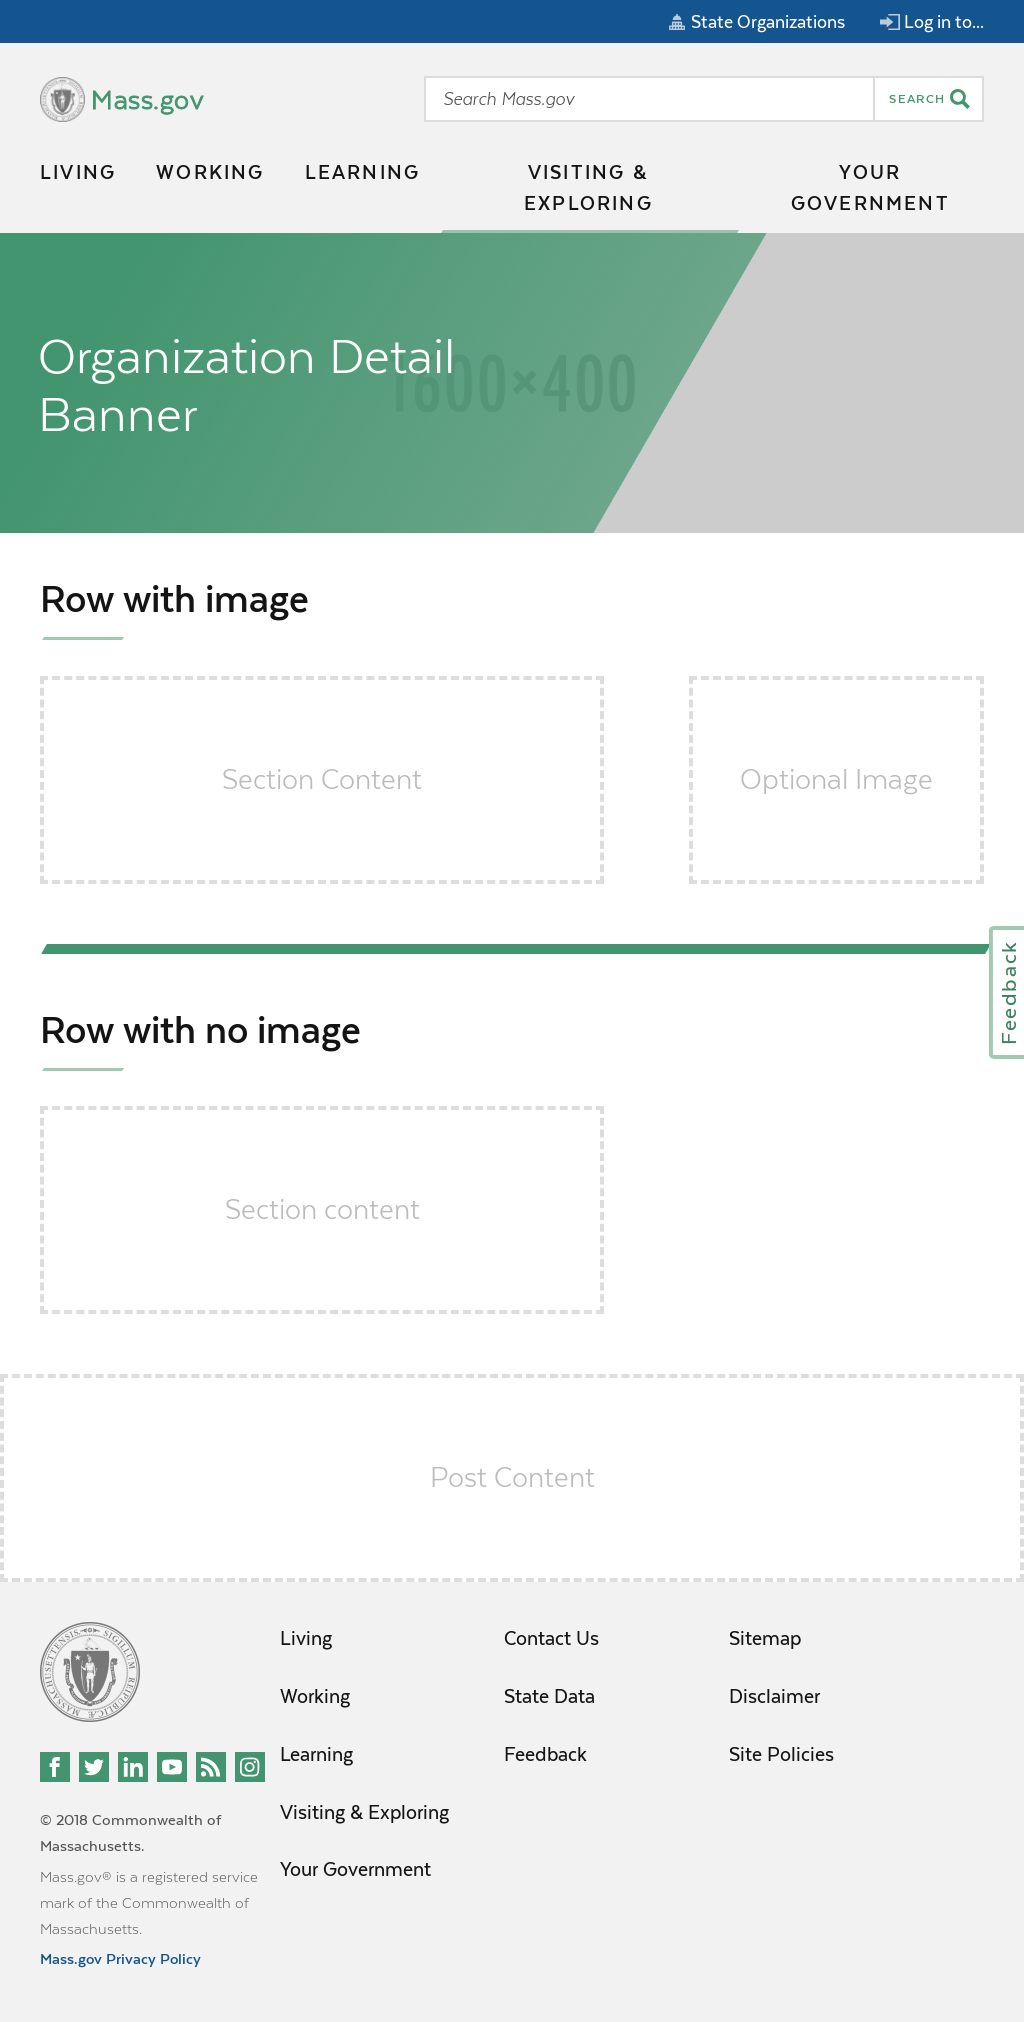 State Organizations
Log in to...
Mass.gov
Search Mass.gov
SEARCH
LIVING
WORKING
LEARNING
VISITING &
EXPLORING
YOUR
GOVERNMENT
Organization Detail
Banner
1600×400
Row with image
Section Content
Optional Image
Feedback
Row with no image
Section content
Post Content
Living
Working
Learning
Visiting & Exploring
Your Government
Contact Us
State Data
Feedback
Sitemap
Disclaimer
Site Policies
© 2018 Commonwealth of
Massachusetts.
Mass.gov® is a registered service
mark of the Commonwealth of
Massachusetts.
Mass.gov Privacy Policy